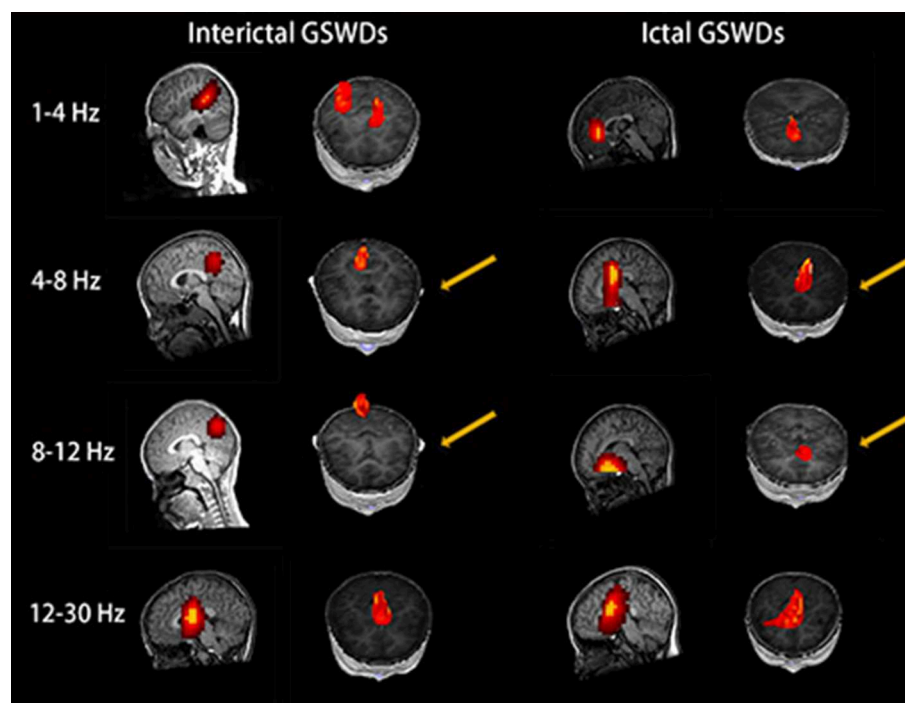 Interictal GSWDs
Ictal GSWDs
1-4 Hz
4-8 Hz
8-12 Hz
12-30 Hz